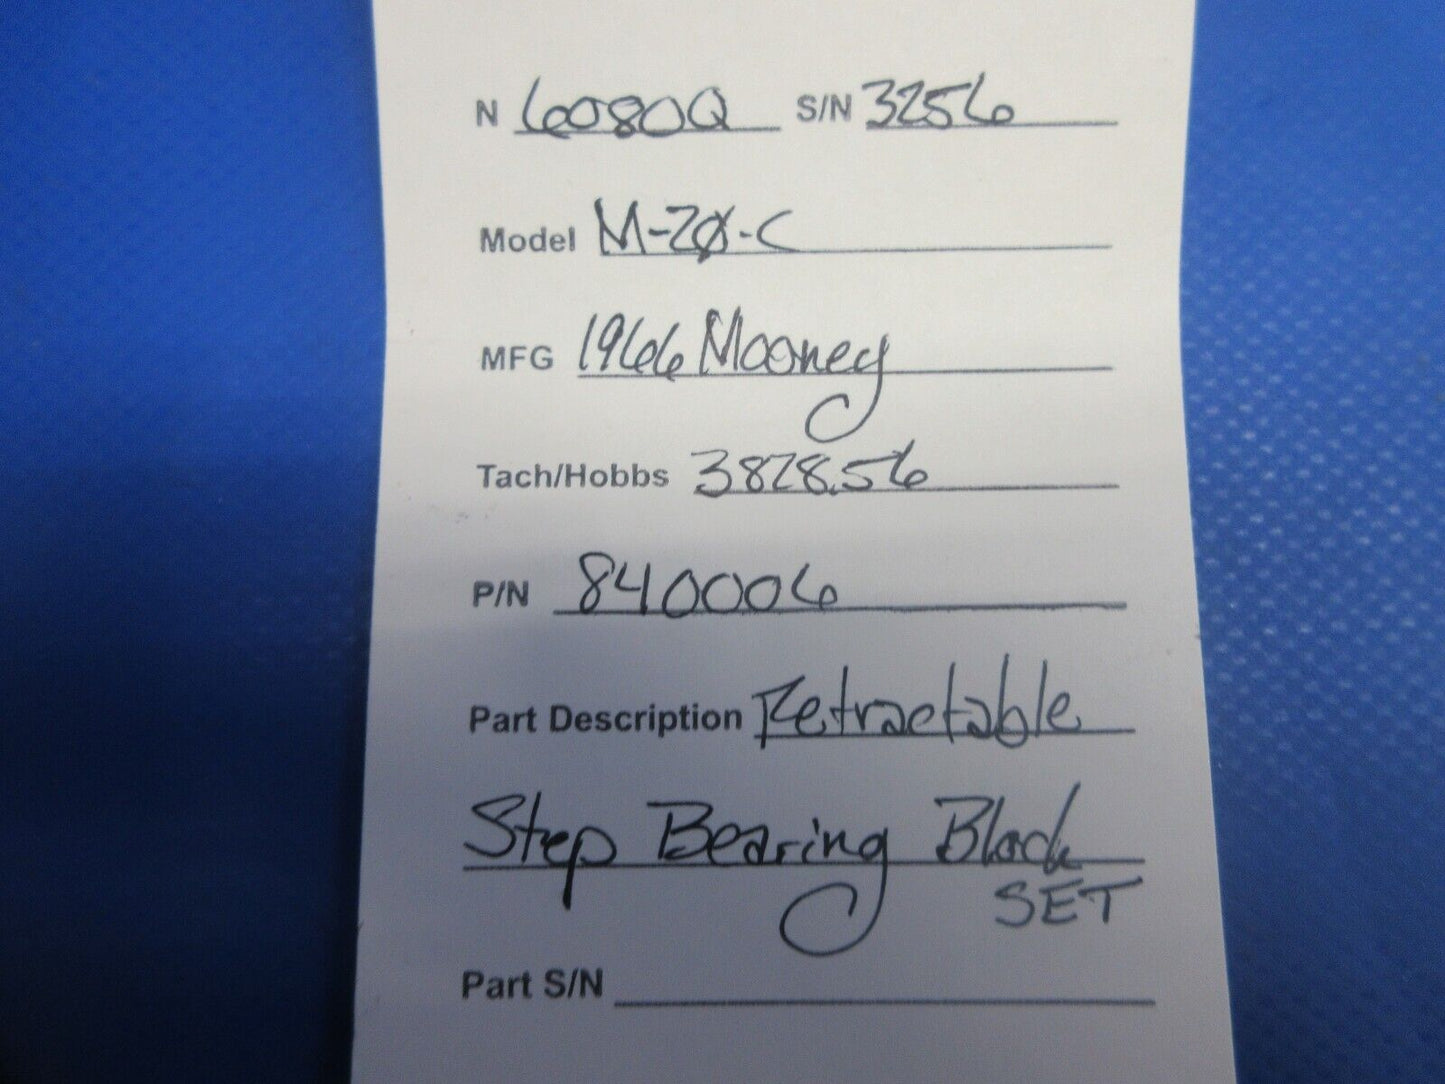 N 6080Q S/N 3256
Model M-20-C
MFG 1966 Mooney
Tach/Hobbs 3828.56
P/N 840006
Part Description Retractable
Step Bearing Block
SET
Part S/N